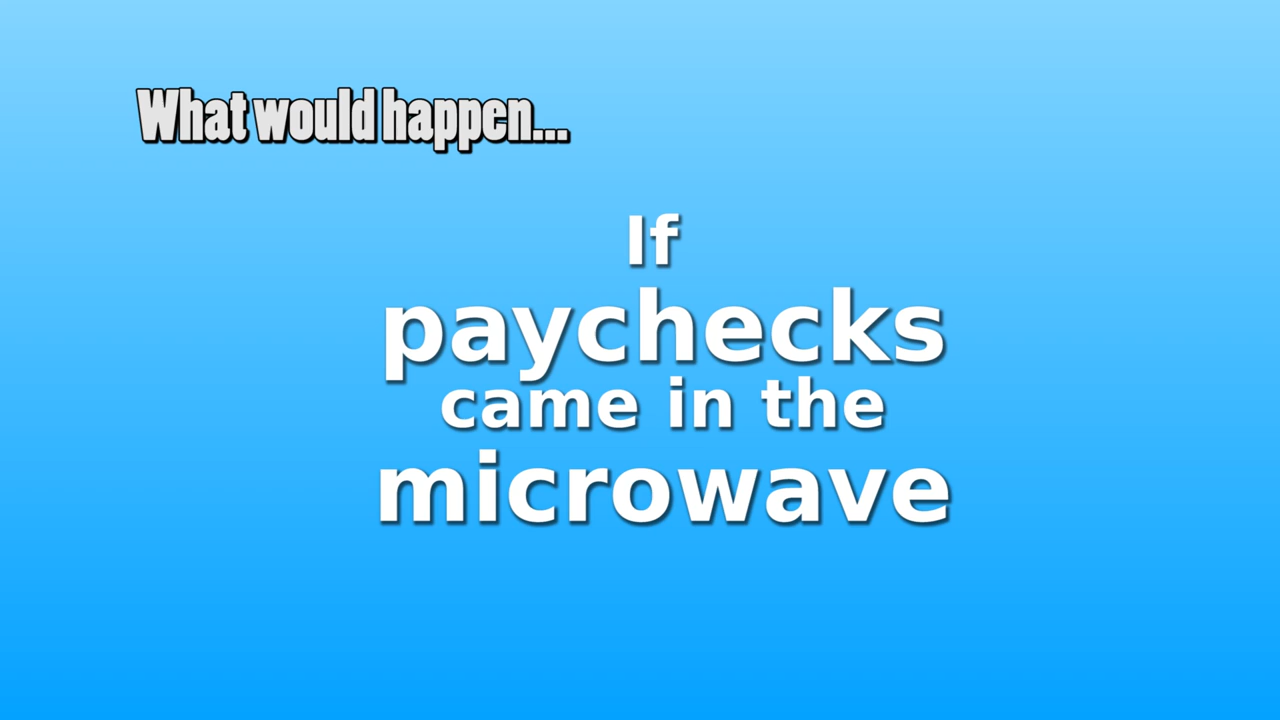 What would happen...
If
paychecks
came in the
microwave